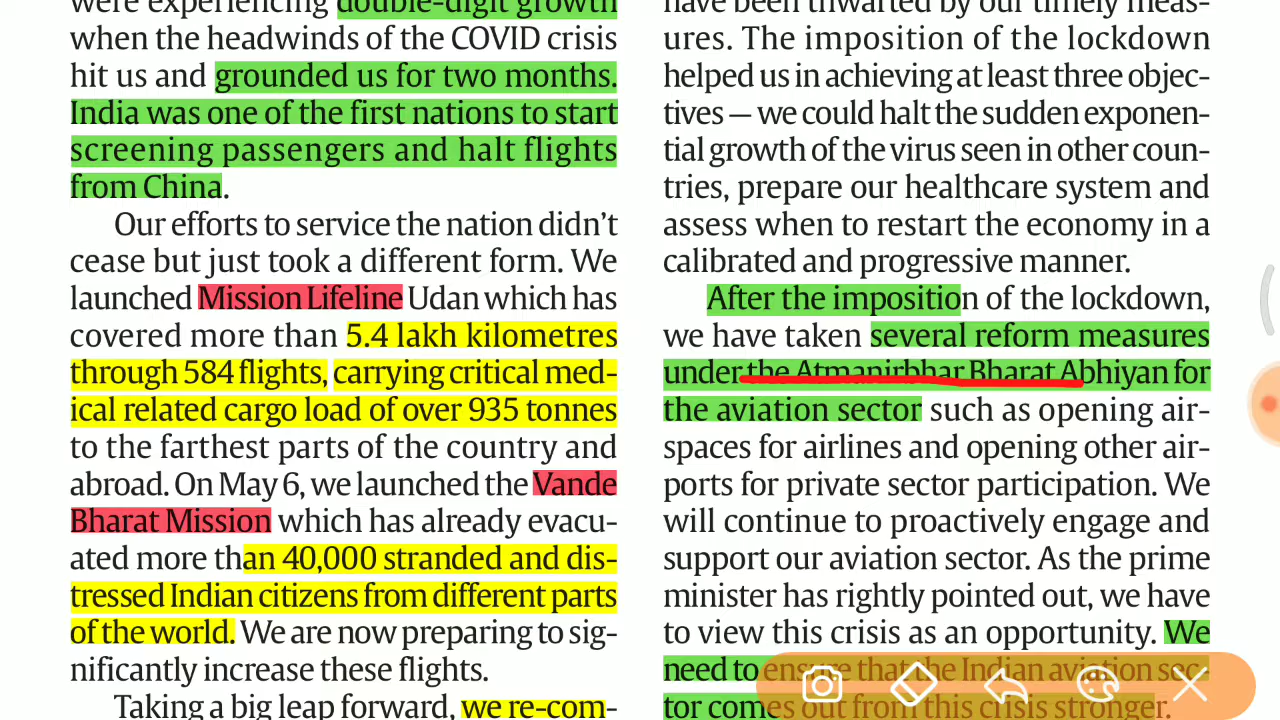 were experiencing double-digit growth
when the headwinds of the COVID crisis
hit us and grounded us for two months.
India was one of the first nations to start
screening passengers and halt flights
from China.
Our efforts to service the nation didn't
cease but just took a different form. We
launched Mission Lifeline Udan which has
covered more than 5.4 lakh kilometres
through 584 flights, carrying critical med-
ical related cargo load of over 935 tonnes
to the farthest parts of the country and
abroad. On May 6, we launched the Vande
Bharat Mission which has already evacu-
ated more than 40,000 stranded and dis-
tressed Indian citizens from different parts
of the world. We are now preparing to sig-
nificantly increase these flights.
Taking a big leap forward, we re-com-
have been thwarted by our timely meas-
ures. The imposition of the lockdown
helped us in achieving at least three objec-
tives — we could halt the sudden exponen-
tial growth of the virus seen in other coun-
tries, prepare our healthcare system and
assess when to restart the economy in a
calibrated and progressive manner.
After the imposition of the lockdown,
we have taken several reform measures
under the Atmanirbhar Bharat Abhiyan for
the aviation sector such as opening air-
spaces for airlines and opening other air-
ports for private sector participation. We
will continue to proactively engage and
support our aviation sector. As the prime
minister has rightly pointed out, we have
to view this crisis as an opportunity. We
need to ensure that the Indian aviation sec-
tor comes out from this crisis stronger.